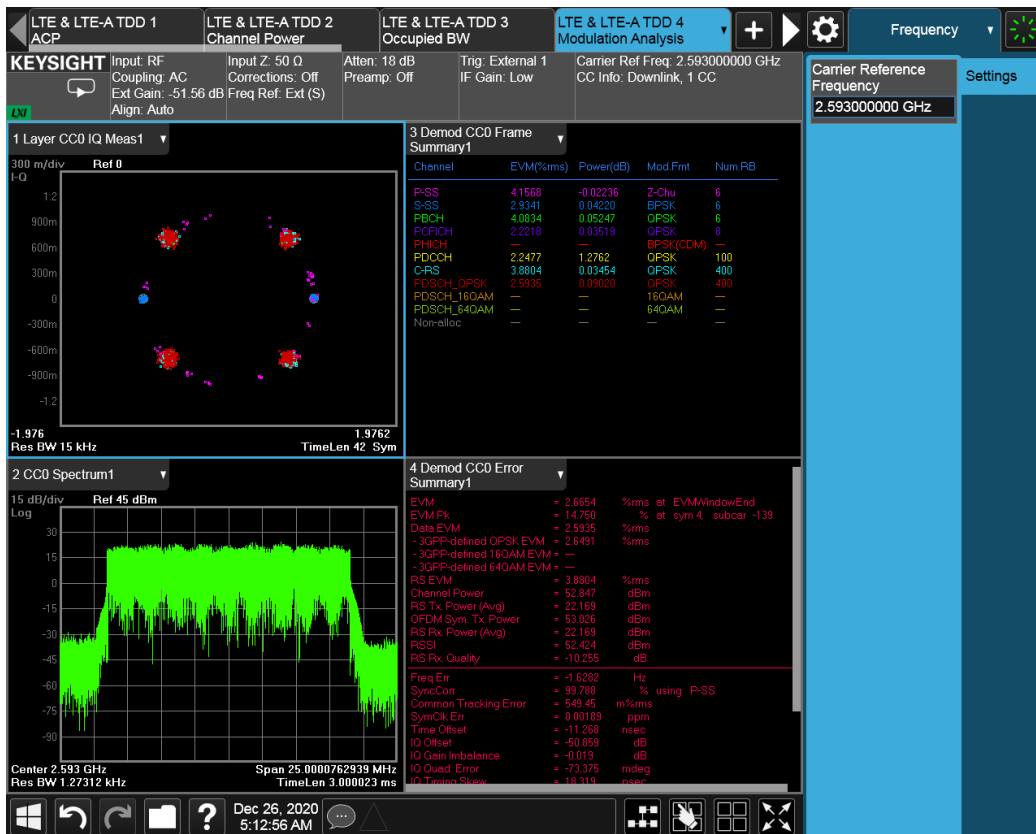 LTE & LTE-A TDD 1
ACP
LTE & LTE-A TDD 2
Channel Power
LTE & LTE-A TDD 3
Occupied BW
LTE & LTE-A TDD 4
Modulation Analysis
Frequency
KEYSIGHT
LXI
Input: RF
Coupling: AC
Ext Gain: -51.56 dB
Align: Auto
Input Z: 50 Ω
Corrections: Off
Freq Ref: Ext (S)
Atten: 18 dB
Preamp: Off
Trig: External 1
IF Gain: Low
Carrier Ref Freq: 2.593000000 GHz
CC Info: Downlink, 1 CC
Carrier Reference
Frequency
2.593000000 GHz
Settings
1 Layer CC0 IQ Meas1
300 m/div Ref 0
I-Q
1.2
900m
600m
300m
0
-300m
-600m
-900m
-1.2
-1.976 1.9762
Res BW 15 kHz TimeLen 42 Sym
3 Demod CC0 Frame
Summary1
Channel EVM(%rms) Power(dB) Mod.Fmt Num.RB
P-SS 4.1568 -0.02236 Z-Chu 6
S-SS 2.9341 0.04220 BPSK 6
PBCH 4.0834 0.05247 QPSK 6
PCFICH 2.2218 0.03519 QPSK 8
PHICH — — BPSK(CDM) —
PDCCH 2.2477 1.2762 QPSK 100
C-RS 3.8804 0.03454 QPSK 400
PDSCH_QPSK 2.5935 0.09020 QPSK 400
PDSCH_16QAM — — 16QAM —
PDSCH_64QAM — — 64QAM —
Non-alloc — — —
2 CC0 Spectrum1
15 dB/div Ref 45 dBm
Log
30
15
0
-15
-30
-45
-60
-75
-90
Center 2.593 GHz Span 25.0000762939 MHz
Res BW 1.27312 kHz TimeLen 3.000023 ms
4 Demod CC0 Error
Summary1
EVM = 2.6654 %rms at EVMWindowEnd
EVM Pk = 14.750 % at sym 4, subcar -139
Data EVM = 2.5935 %rms
- 3GPP-defined QPSK EVM = 2.6491 %rms
- 3GPP-defined 16QAM EVM = —
- 3GPP-defined 64QAM EVM = —
RS EVM = 3.8804 %rms
Channel Power = 52.847 dBm
RS Tx. Power (Avg) = 22.169 dBm
OFDM Sym. Tx. Power = 53.026 dBm
RS Rx. Power (Avg) = 22.169 dBm
RSSI = 52.424 dBm
RS Rx. Quality = -10.255 dB
Freq Err = -1.6282 Hz
SyncCorr = 99.788 % using P-SS
Common Tracking Error = 549.45 m%rms
SymClk Err = 0.00189 ppm
Time Offset = -11.268 nsec
IQ Offset = -50.859 dB
IQ Gain Imbalance = -0.019 dB
IQ Quad. Error = -73.375 mdeg
IQ Timing Skew = 18.319 psec
?
Dec 26, 2020
5:12:56 AM